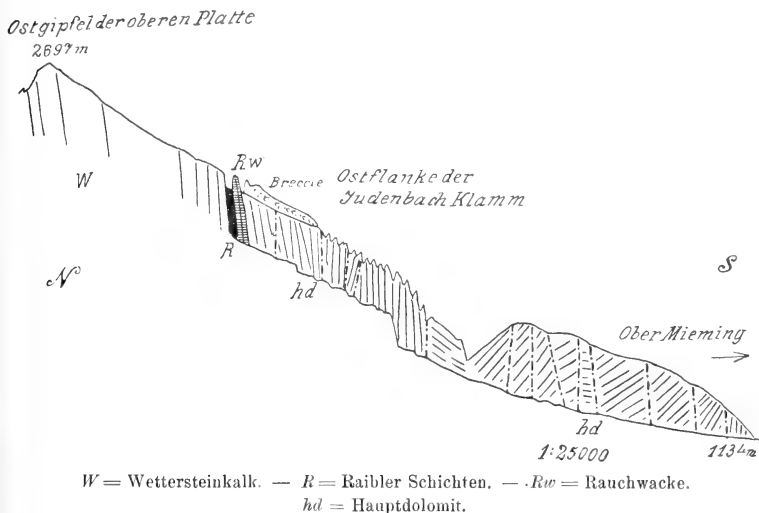 Ostgipfel der oberen Platte
2697 m
Rw
Breccie
Ostflanke der
Judenbach Klamm
W
R
N
hd
S
Ober Mieming
hd
1:25000
1134 m
W = Wettersteinkalk. — R = Raibler Schichten. — Rw = Rauchwacke.
hd = Hauptdolomit.